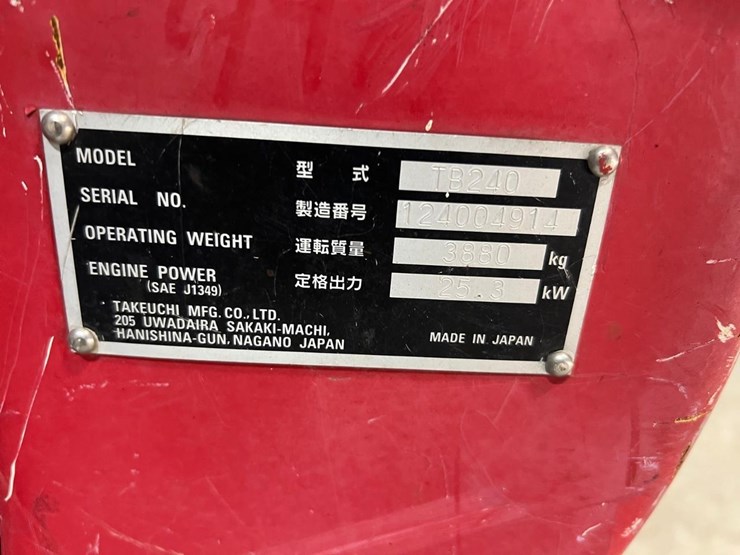 MODEL 型 式 TB240
SERIAL NO. 製造番号 124004914
OPERATING WEIGHT 運転質量 3880 kg
ENGINE POWER 定格出力 25.3 kW
(SAE J1349)
TAKEUCHI MFG. CO., LTD.
205 UWADAIRA SAKAKI-MACHI,
HANISHINA-GUN, NAGANO JAPAN
MADE IN JAPAN